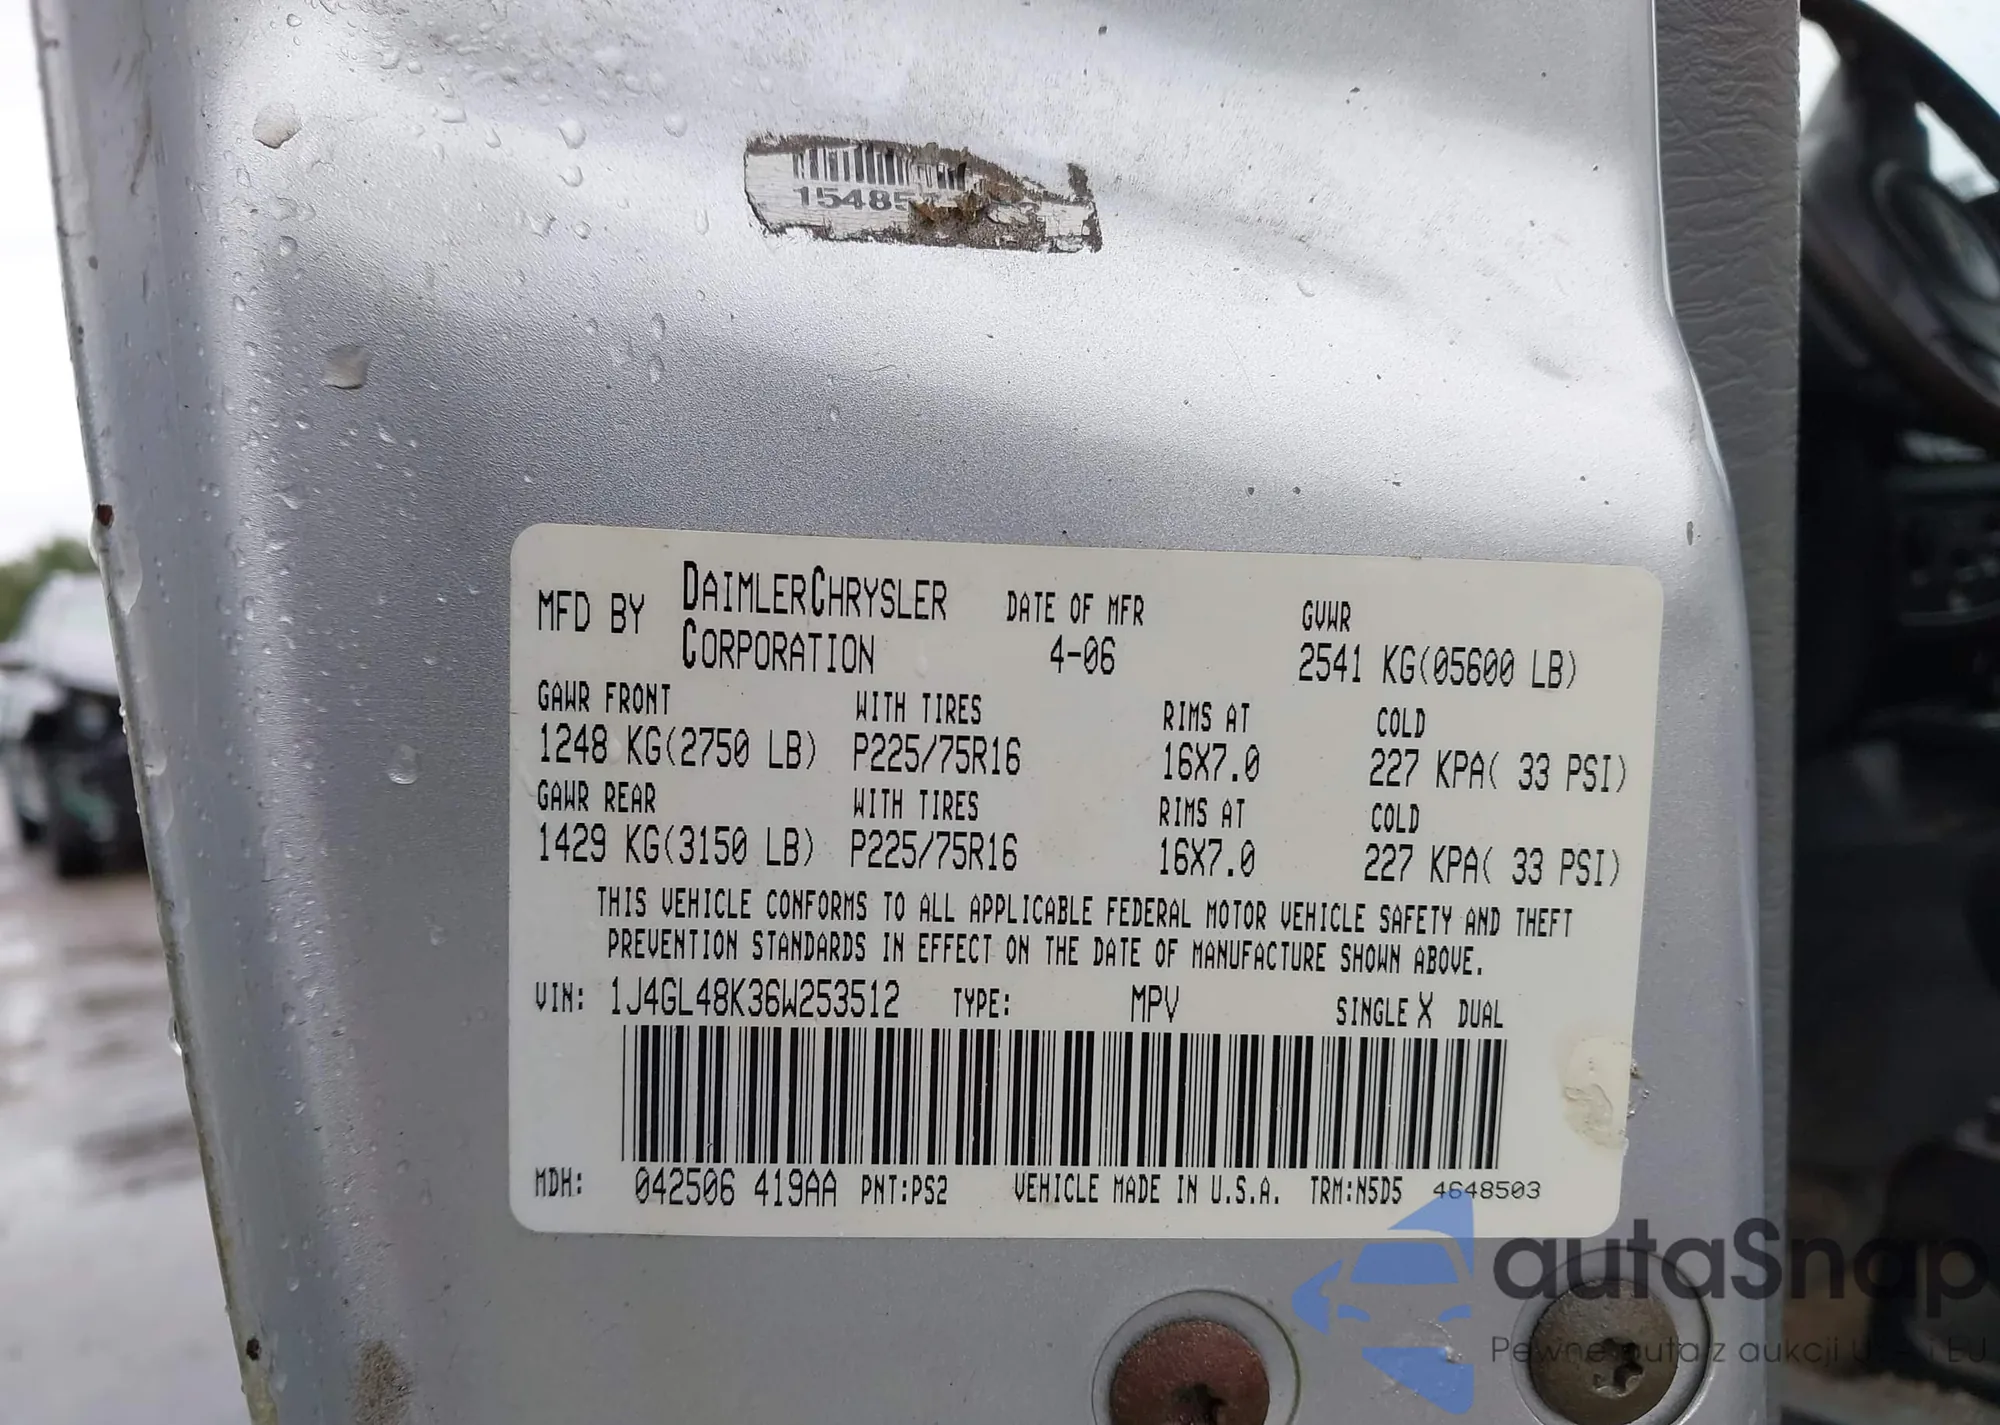 15485
MFD BY DAIMLERCHRYSLER CORPORATION DATE OF MFR 4-06 GVWR 2541 KG(05600 LB)
GAWR FRONT WITH TIRES RIMS AT COLD
1248 KG(2750 LB) P225/75R16 16X7.0 227 KPA( 33 PSI)
GAWR REAR WITH TIRES RIMS AT COLD
1429 KG(3150 LB) P225/75R16 16X7.0 227 KPA( 33 PSI)
THIS VEHICLE CONFORMS TO ALL APPLICABLE FEDERAL MOTOR VEHICLE SAFETY AND THEFT
PREVENTION STANDARDS IN EFFECT ON THE DATE OF MANUFACTURE SHOWN ABOVE.
VIN: 1J4GL48K36W253512 TYPE: MPV SINGLE X DUAL
MDH: 042506 419AA PNT:PS2 VEHICLE MADE IN U.S.A. TRM:N5D5 4648503
autaSnap
Pewne auta z aukcji U i EU